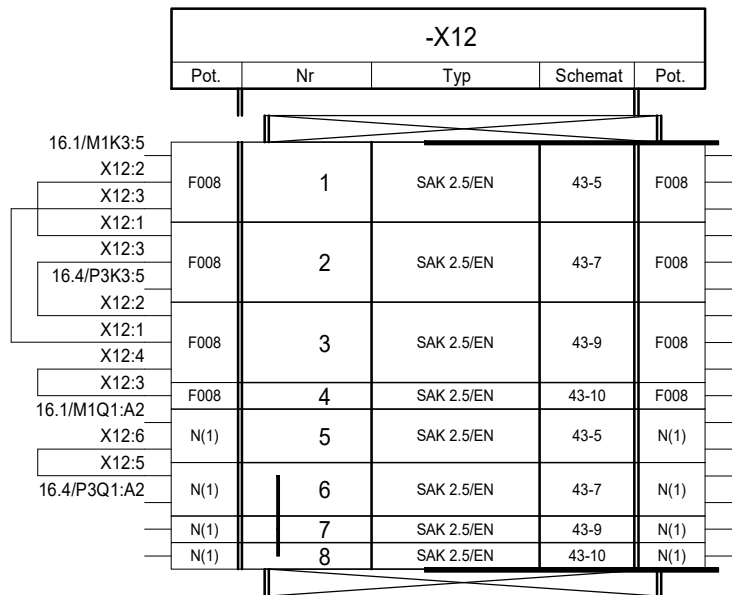 -X12
Pot. Nr Typ Schemat Pot.
16.1/M1K3:5
X12:2
F008 1 SAK 2.5/EN 43-5 F008
X12:3
X12:1
X12:3
F008 2 SAK 2.5/EN 43-7 F008
16.4/P3K3:5
X12:2
X12:1
F008 3 SAK 2.5/EN 43-9 F008
X12:4
X12:3
F008 4 SAK 2.5/EN 43-10 F008
16.1/M1Q1:A2
X12:6
N(1) 5 SAK 2.5/EN 43-5 N(1)
X12:5
16.4/P3Q1:A2
N(1) 6 SAK 2.5/EN 43-7 N(1)
N(1) 7 SAK 2.5/EN 43-9 N(1)
N(1) 8 SAK 2.5/EN 43-10 N(1)